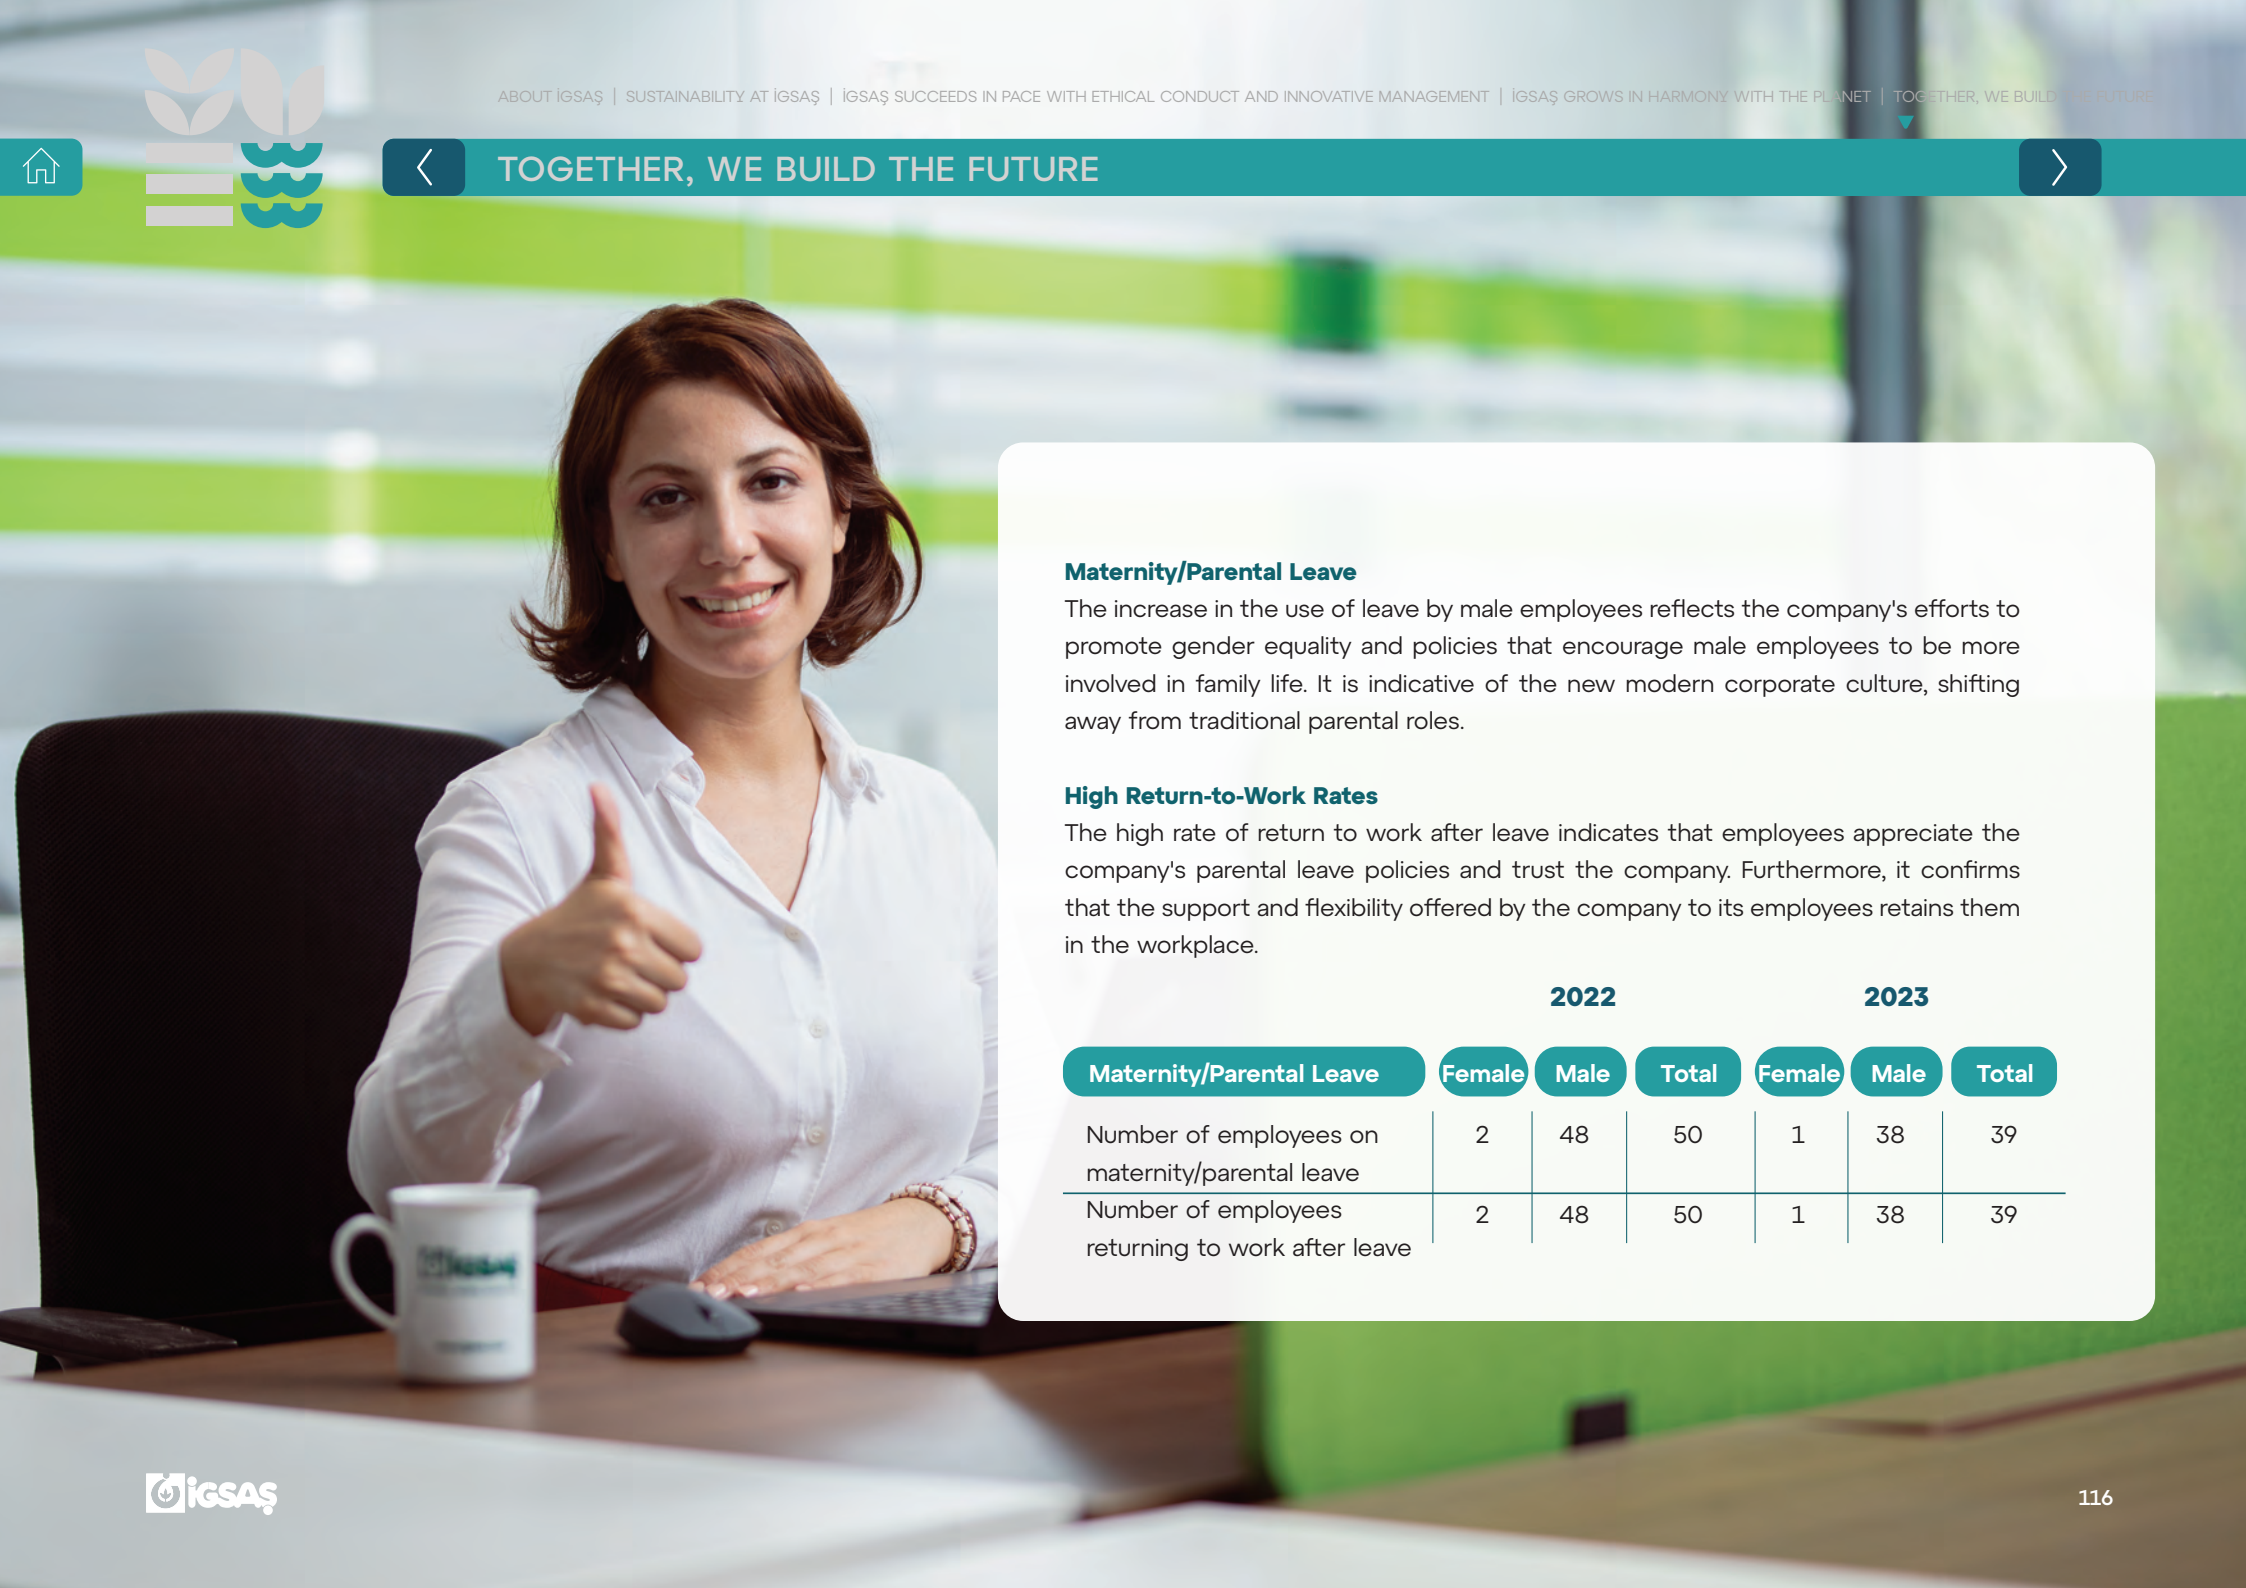 ABOUT İGSAŞ | SUSTAINABILITY AT İGSAŞ | İGSAŞ SUCCEEDS IN PACE WITH ETHICAL CONDUCT AND INNOVATIVE MANAGEMENT | İGSAŞ GROWS IN HARMONY WITH THE PLANET | TOGETHER, WE BUILD THE FUTURE
TOGETHER, WE BUILD THE FUTURE
Maternity/Parental Leave
The increase in the use of leave by male employees reflects the company's efforts to
promote gender equality and policies that encourage male employees to be more
involved in family life. It is indicative of the new modern corporate culture, shifting
away from traditional parental roles.
High Return-to-Work Rates
The high rate of return to work after leave indicates that employees appreciate the
company's parental leave policies and trust the company. Furthermore, it confirms
that the support and flexibility offered by the company to its employees retains them
in the workplace.
2022 2023
Maternity/Parental Leave Female Male Total Female Male Total
Number of employees on 2 48 50 1 38 39
maternity/parental leave
Number of employees 2 48 50 1 38 39
returning to work after leave
İGSAŞ
İGSAŞ
116